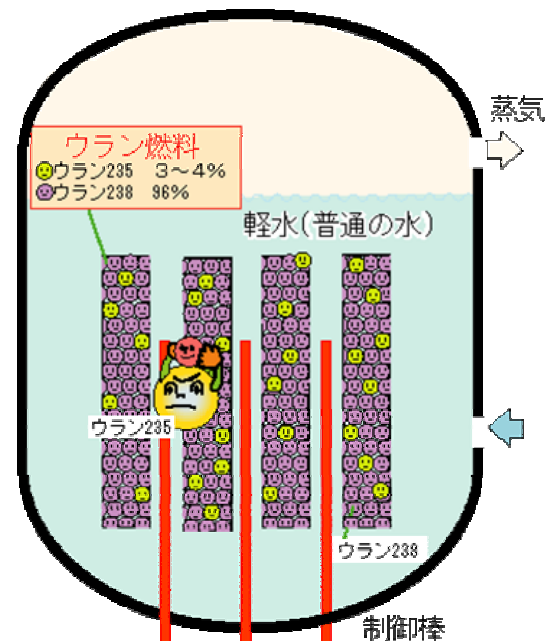 蒸気
ウラン燃料
ウラン235 3〜4%
ウラン238 96%
軽水(普通の水)
ウラン235
ウラン238
制御棒